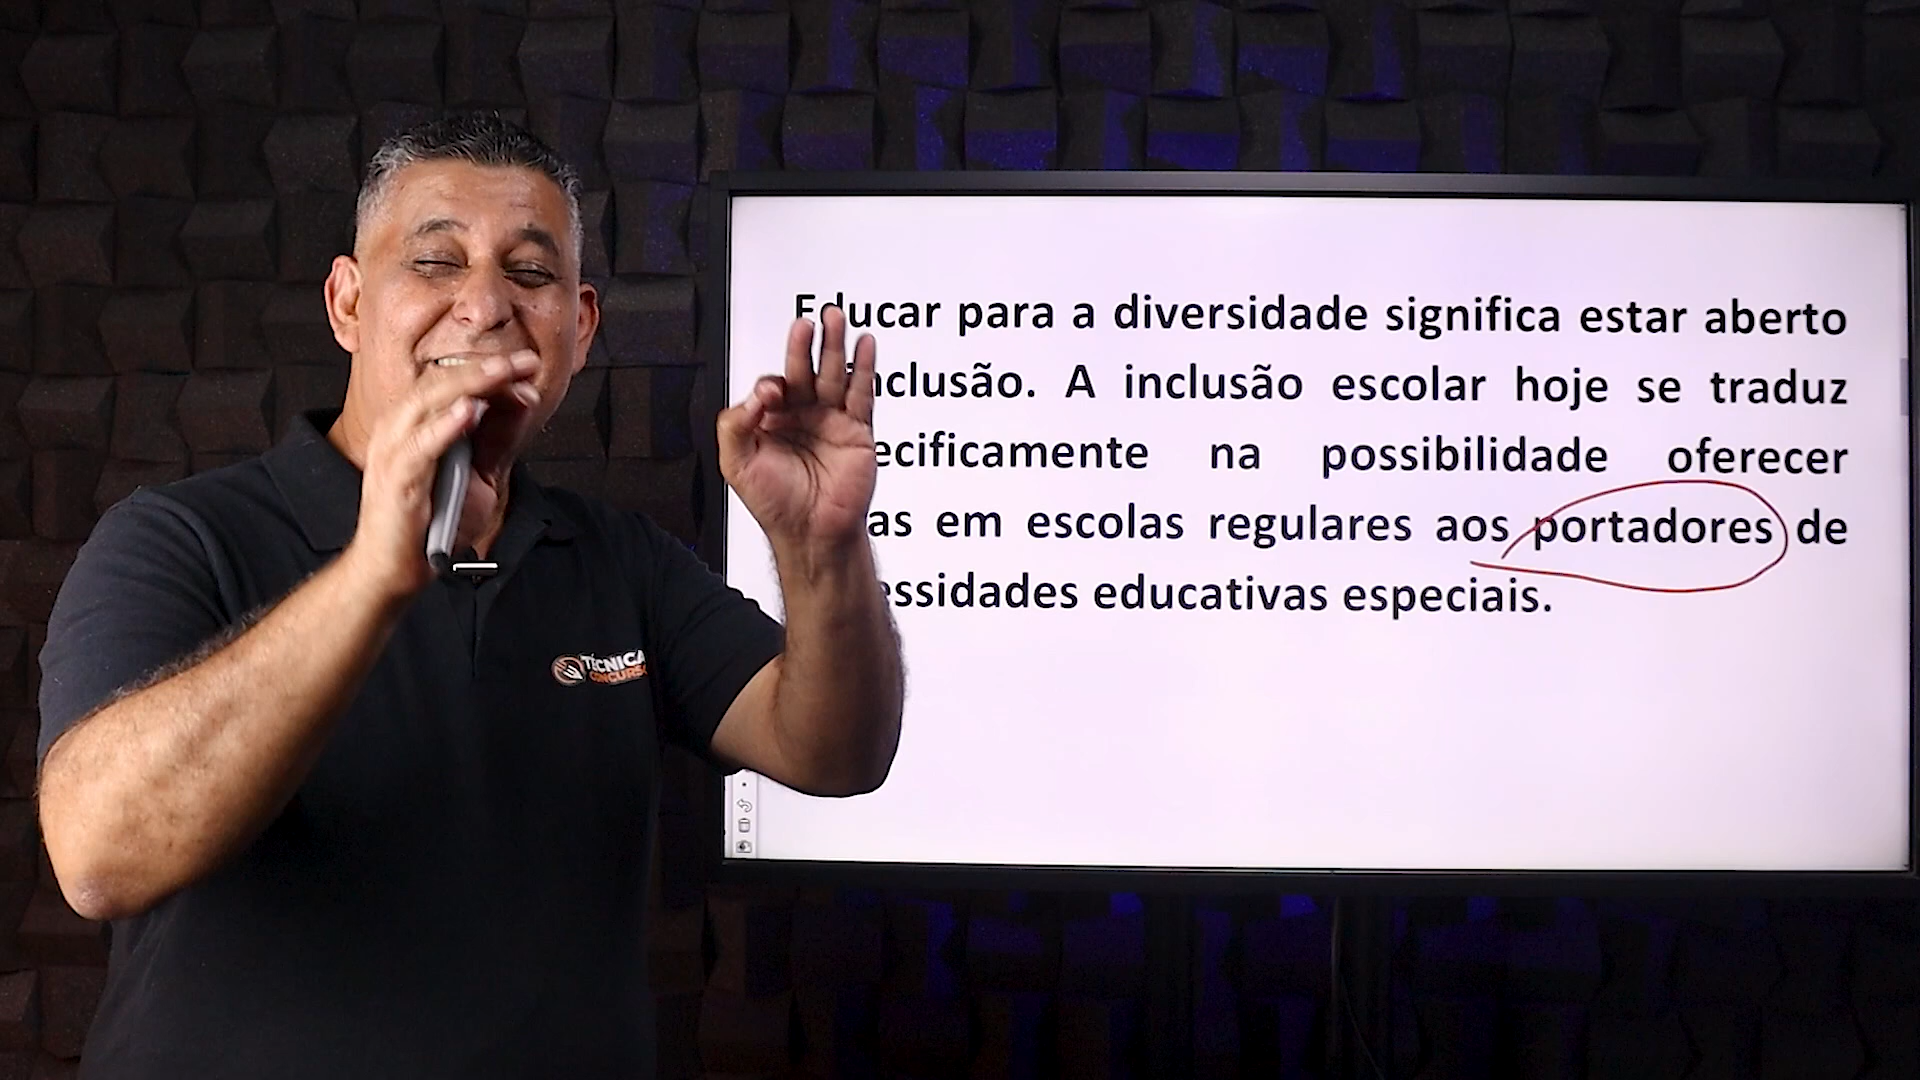 Educar para a diversidade significa estar aberto
inclusão. A inclusão escolar hoje se traduz
ecificamente na possibilidade oferecer
as em escolas regulares aos portadores de
essidades educativas especiais.
TÉCNICA
CONCURSO